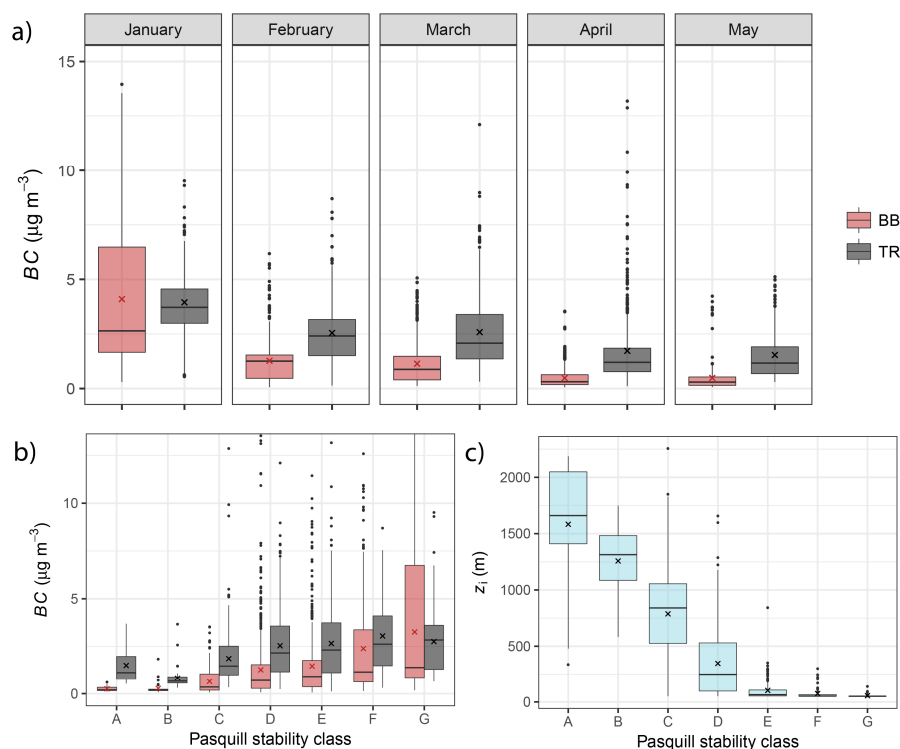 a)
January February March April May
15
10
5
0
BC (μg m−3)
BB
TR
b)
10
5
0
BC (μg m−3)
A B C D E F G
Pasquill stability class
c)
2000
1500
1000
500
0
zi (m)
A B C D E F G
Pasquill stability class